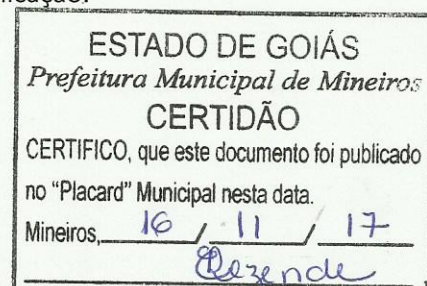 ESTADO DE GOIÁS
Prefeitura Municipal de Mineiros
CERTIDÃO
CERTIFICO, que este documento foi publicado
no "Placard" Municipal nesta data.
Mineiros, 16 / 11 / 17
Rezende